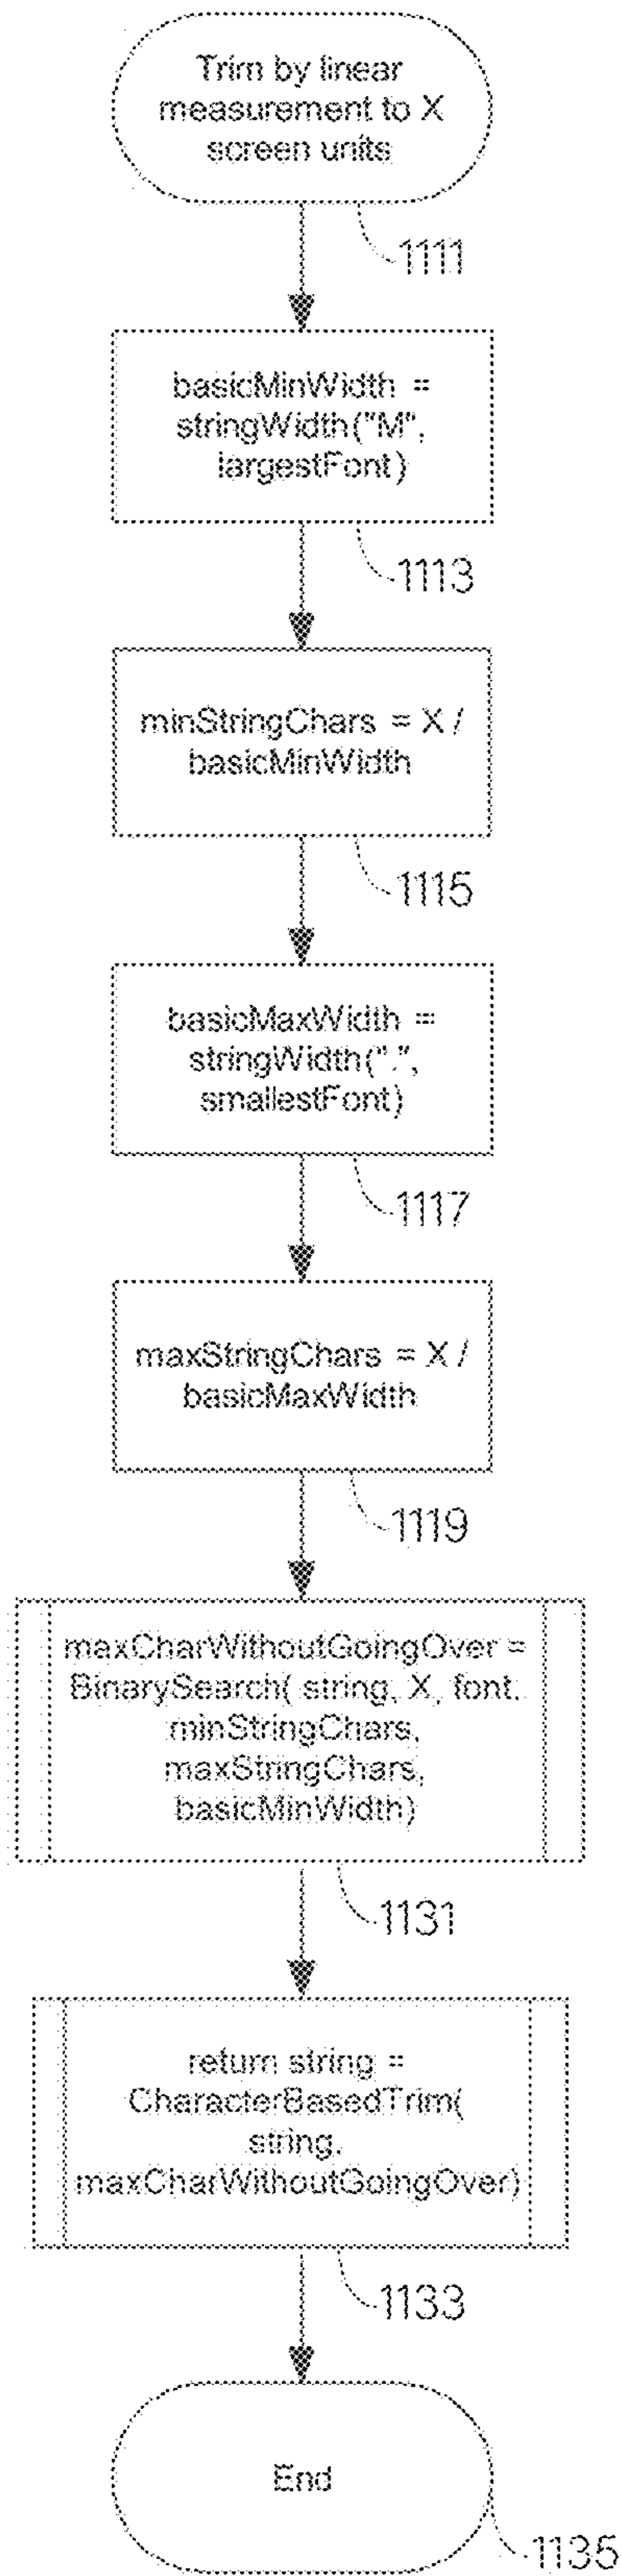 Trim by linear
measurement to X
screen units
1111
basicMinWidth =
stringWidth("M",
largestFont)
1113
minStringChars = X /
basicMinWidth
1115
basicMaxWidth =
stringWidth(".",
smallestFont)
1117
maxStringChars = X /
basicMaxWidth
1119
maxCharWithoutGoingOver =
BinarySearch( string, X, font,
minStringChars,
maxStringChars,
basicMinWidth)
1131
return string =
CharacterBasedTrim(
string,
maxCharWithoutGoingOver)
1133
End
1135